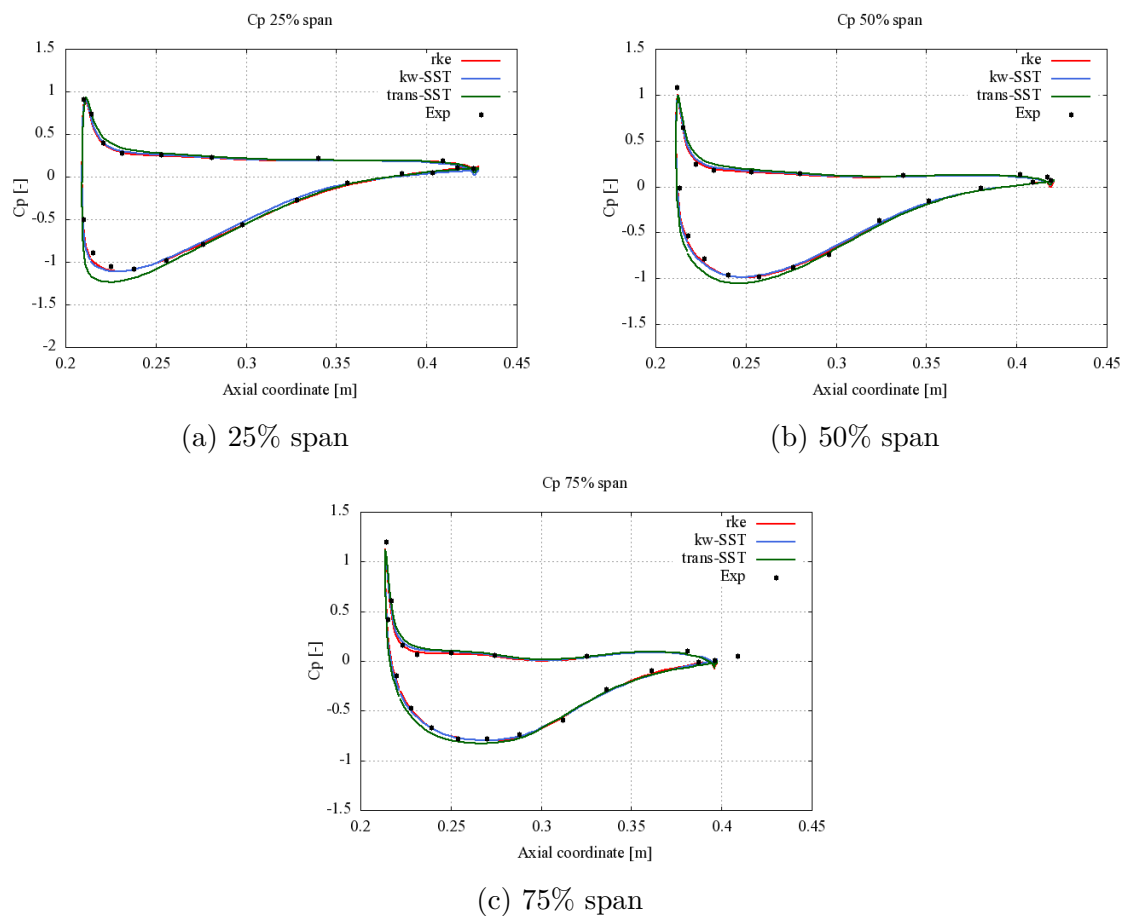 Cp 25% span
1.5
1
0.5
0
-0.5
-1
-1.5
-2
0.2
0.25
0.3
0.35
0.4
0.45
Cp [-]
Axial coordinate [m]
rke
kw-SST
trans-SST
Exp
(a) 25% span
Cp 50% span
1.5
1
0.5
0
-0.5
-1
-1.5
0.2
0.25
0.3
0.35
0.4
0.45
Cp [-]
Axial coordinate [m]
rke
kw-SST
trans-SST
Exp
(b) 50% span
Cp 75% span
1.5
1
0.5
0
-0.5
-1
-1.5
0.2
0.25
0.3
0.35
0.4
0.45
Cp [-]
Axial coordinate [m]
rke
kw-SST
trans-SST
Exp
(c) 75% span